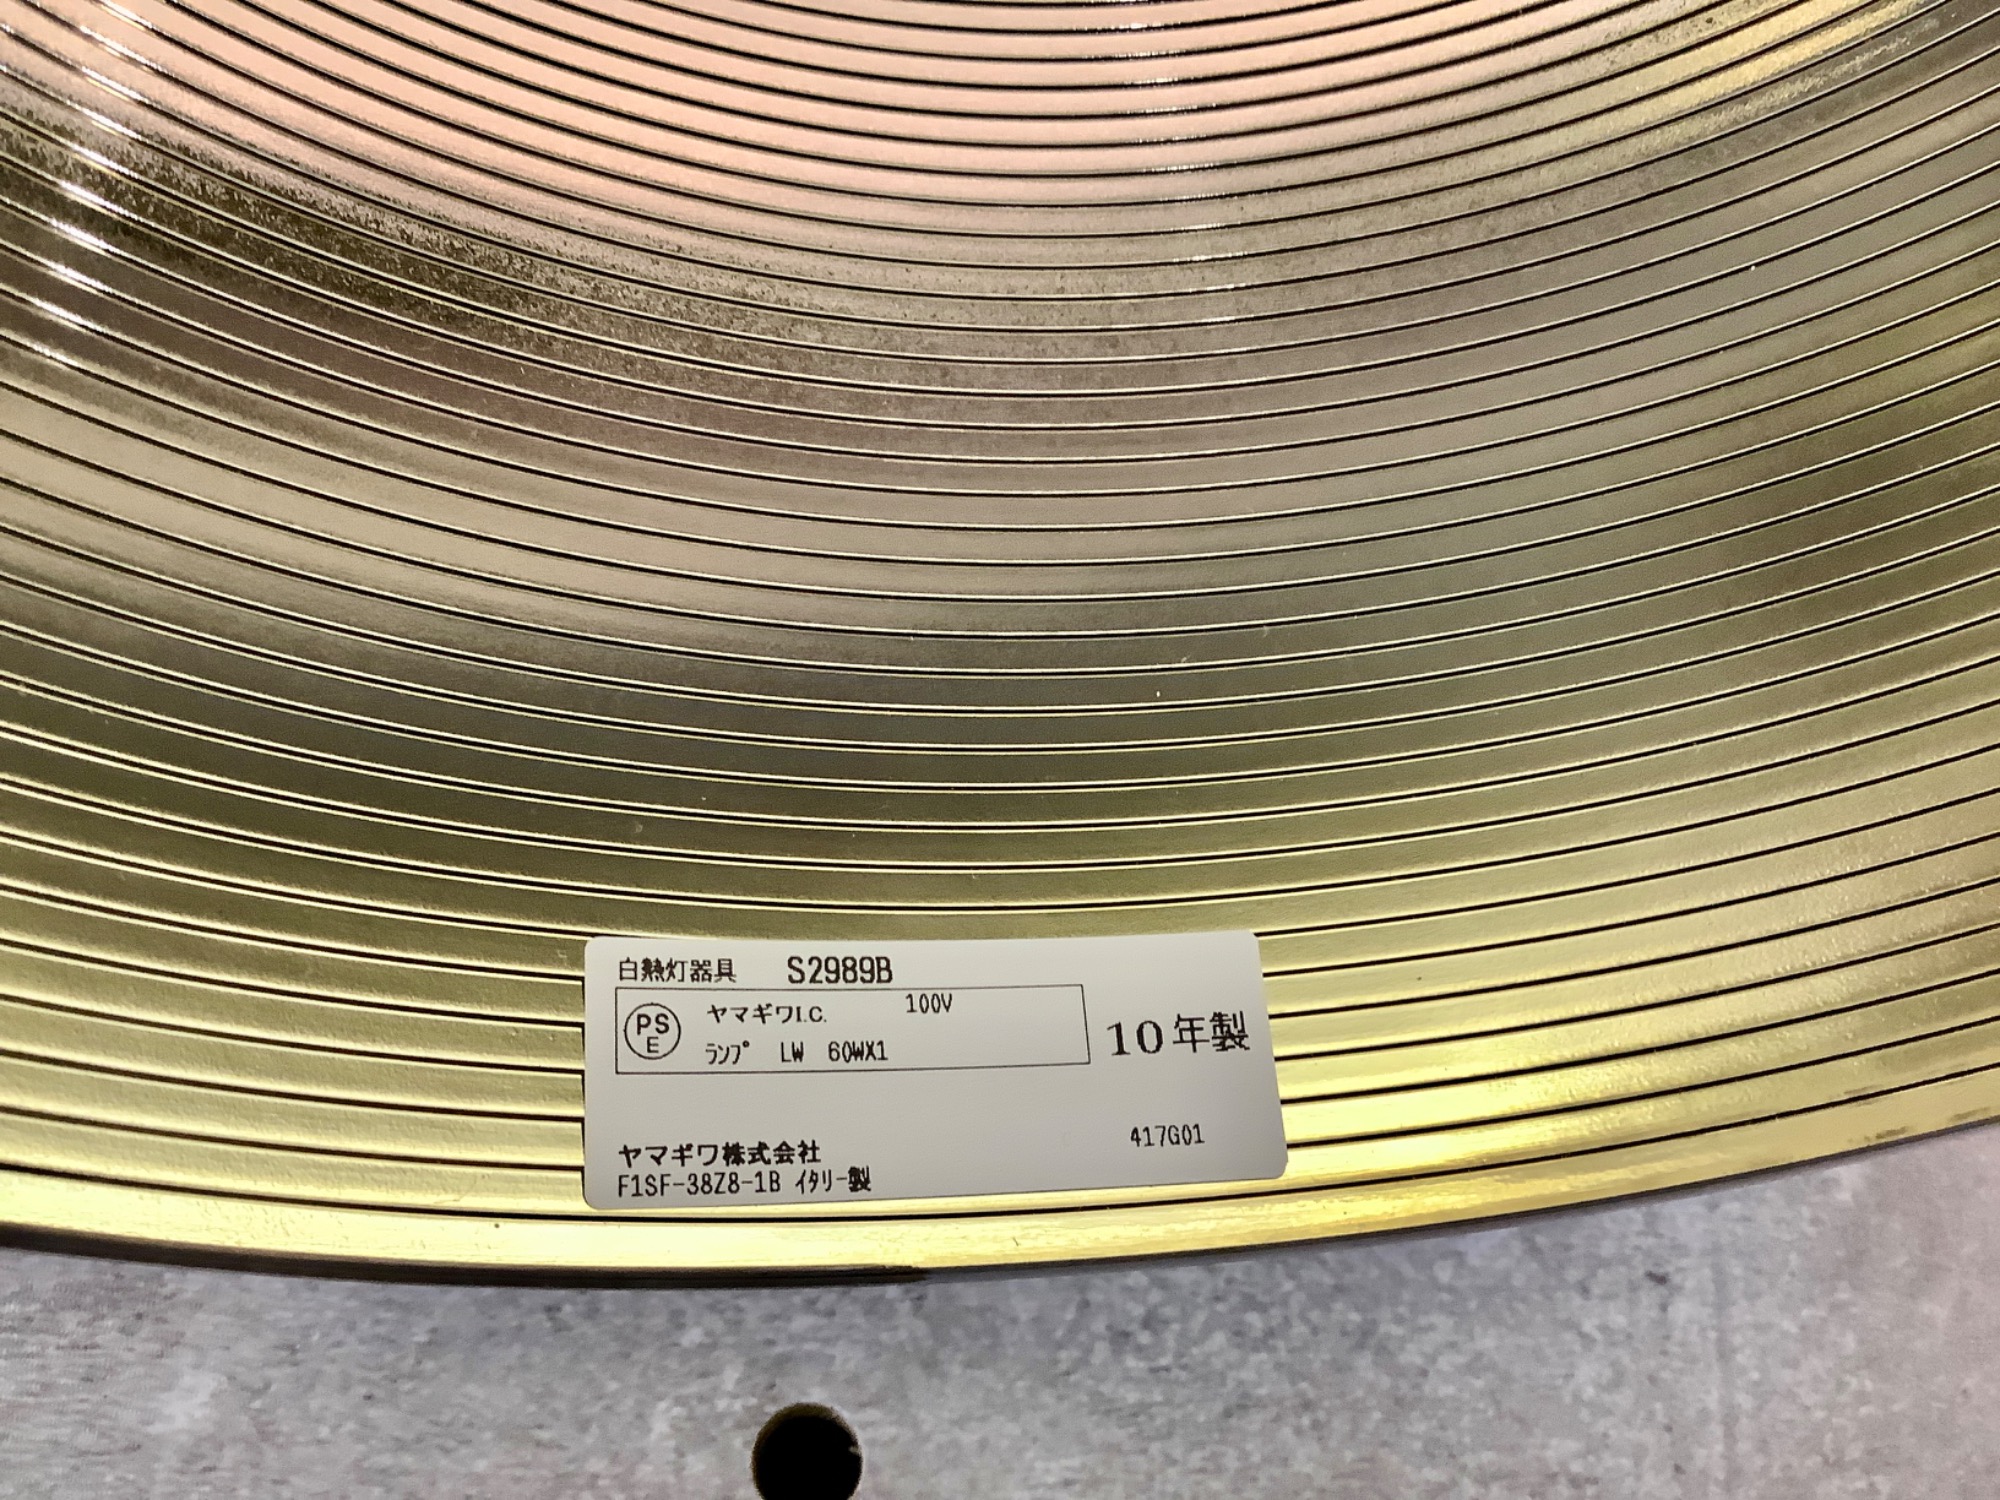 白熱灯器具 S2989B
PS
E
ヤマギワI.C. 100V
ﾗﾝﾌﾟ LW 60WX1
10年製
417G01
ヤマギワ株式会社
F1SF-38Z8-1B ｲﾀﾘｰ製